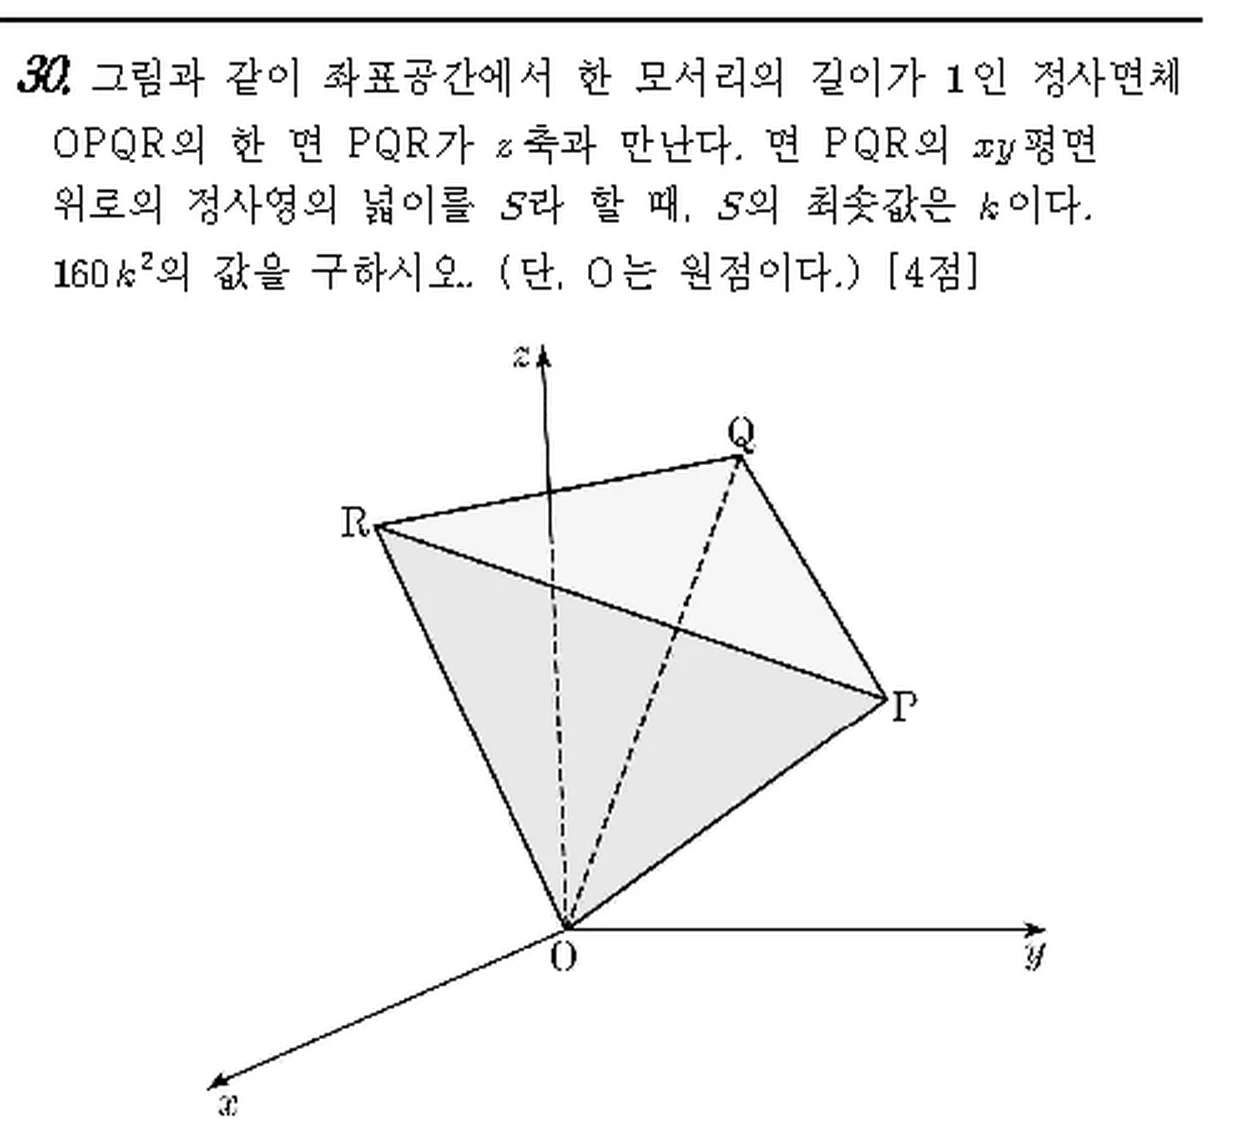 30. 그림과 같이 좌표공간에서 한 모서리의 길이가 1인 정사면체
OPQR의 한 면 PQR가 z축과 만난다. 면 PQR의 xy평면
위로의 정사영의 넓이를 S라 할 때, S의 최솟값은 k이다.
160k²의 값을 구하시오. (단, O는 원점이다.) [4점]
z
Q
R
P
O
y
x